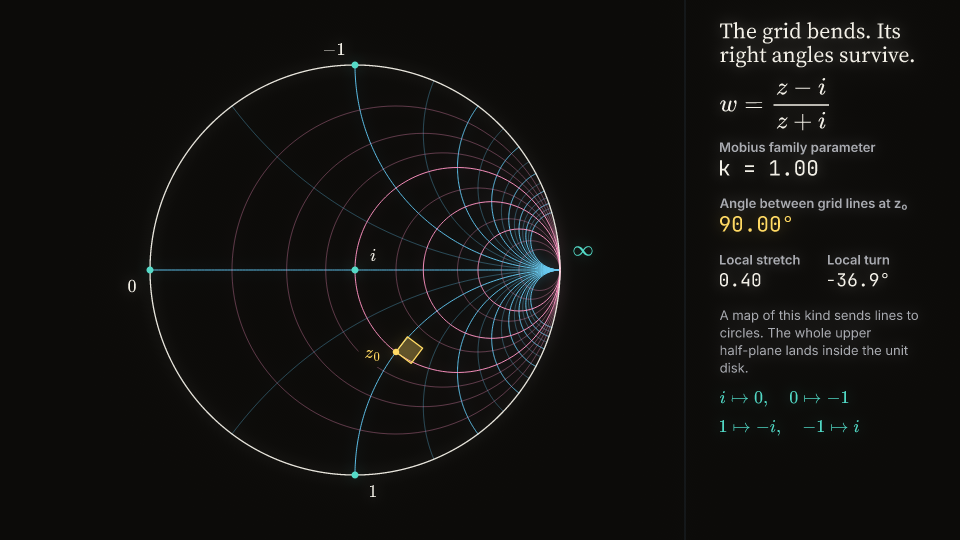 −1
i
∞
0
z₀
1
The grid bends. Its
right angles survive.
w = (z − i)/(z + i)
Mobius family parameter
k = 1.00
Angle between grid lines at z₀
90.00°
Local stretch Local turn
0.40 -36.9°
A map of this kind sends lines to
circles. The whole upper
half-plane lands inside the unit
disk.
i ↦ 0, 0 ↦ −1
1 ↦ −i, −1 ↦ i